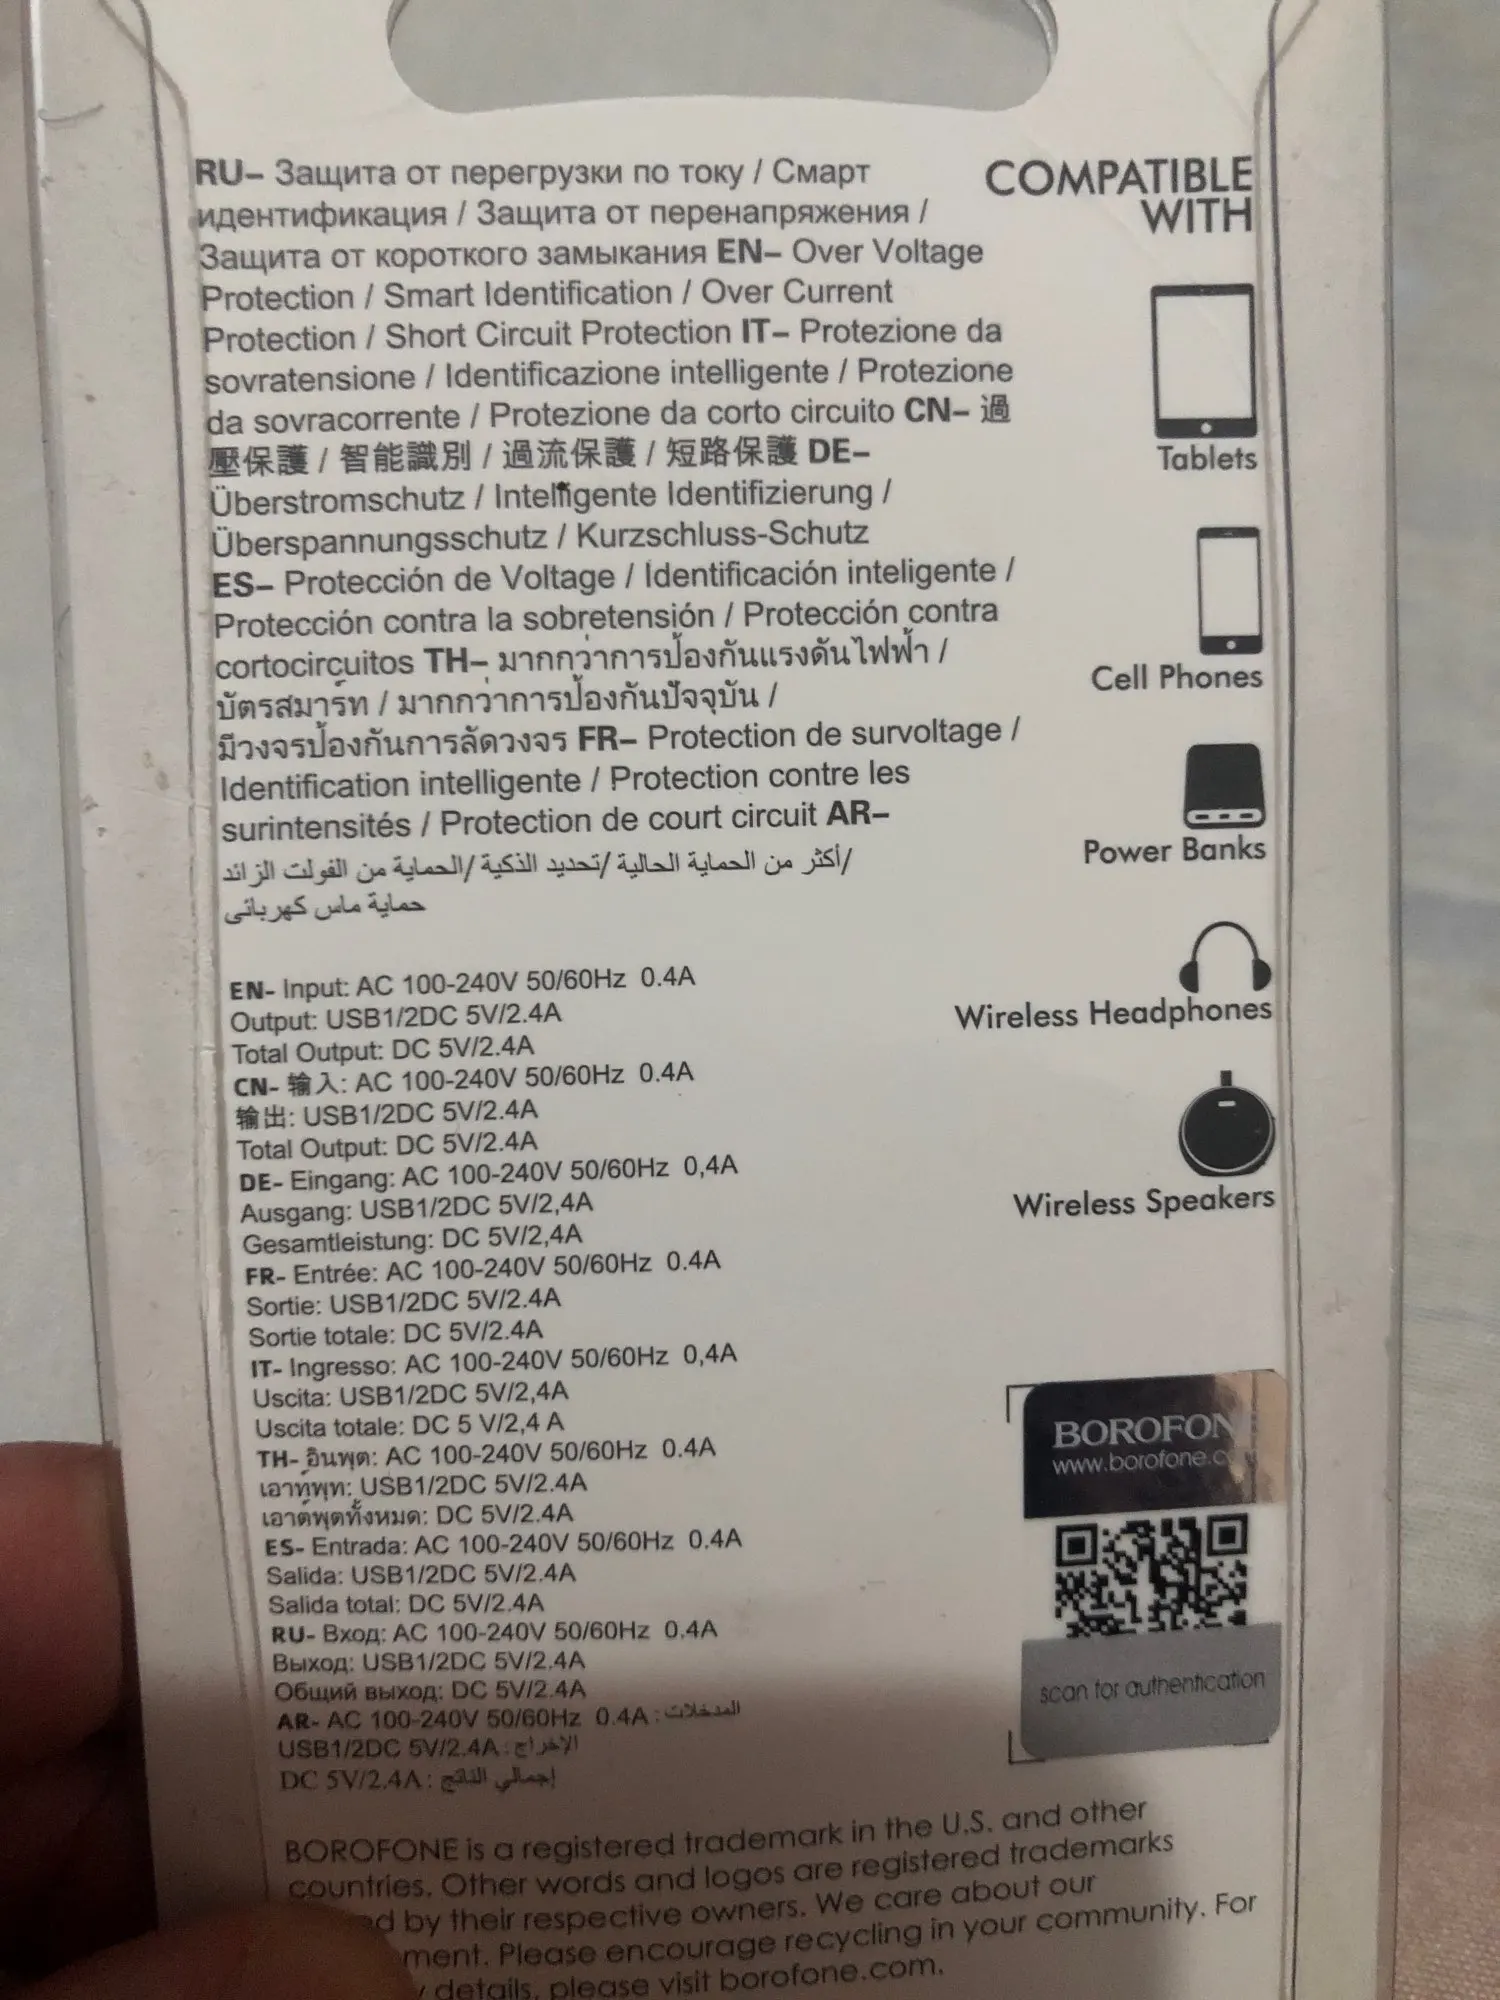 RU– Защита от перегрузки по току / Смарт
идентификация / Защита от перенапряжения /
Защита от короткого замыкания EN– Over Voltage
Protection / Smart Identification / Over Current
Protection / Short Circuit Protection IT– Protezione da
sovratensione / Identificazione intelligente / Protezione
da sovracorrente / Protezione da corto circuito CN– 過
壓保護 / 智能識別 / 過流保護 / 短路保護 DE–
Überstromschutz / Intelligente Identifizierung /
Überspannungsschutz / Kurzschluss-Schutz
ES– Protección de Voltage / Identificación inteligente /
Protección contra la sobretensión / Protección contra
cortocircuitos TH– มากกว่าการป้องกันแรงดันไฟฟ้า /
บัตรสมาร์ท / มากกว่าการป้องกันปัจจุบัน /
มีวงจรป้องกันการลัดวงจร FR– Protection de survoltage /
Identification intelligente / Protection contre les
surintensités / Protection de court circuit AR–
/أكثر من الحماية الحالية /تحديد الذكية /الحماية من الفولت الزائد
حماية ماس كهربائى
EN- Input: AC 100-240V 50/60Hz 0.4A
Output: USB1/2DC 5V/2.4A
Total Output: DC 5V/2.4A
CN- 输入: AC 100-240V 50/60Hz 0.4A
输出: USB1/2DC 5V/2.4A
Total Output: DC 5V/2.4A
DE- Eingang: AC 100-240V 50/60Hz 0,4A
Ausgang: USB1/2DC 5V/2,4A
Gesamtleistung: DC 5V/2,4A
FR- Entrée: AC 100-240V 50/60Hz 0.4A
Sortie: USB1/2DC 5V/2.4A
Sortie totale: DC 5V/2.4A
IT- Ingresso: AC 100-240V 50/60Hz 0,4A
Uscita: USB1/2DC 5V/2,4A
Uscita totale: DC 5 V/2,4 A
TH- อินพุต: AC 100-240V 50/60Hz 0.4A
เอาท์พุท: USB1/2DC 5V/2.4A
เอาต์พุตทั้งหมด: DC 5V/2.4A
ES- Entrada: AC 100-240V 50/60Hz 0.4A
Salida: USB1/2DC 5V/2.4A
Salida total: DC 5V/2.4A
RU- Вход: AC 100-240V 50/60Hz 0.4A
Выход: USB1/2DC 5V/2.4A
Общий выход: DC 5V/2.4A
AR- AC 100-240V 50/60Hz 0.4A : المدخلات
USB1/2DC 5V/2.4A : الإخراج
DC 5V/2.4A : إجمالي الناتج
BOROFONE is a registered trademark in the U.S. and other
countries. Other words and logos are registered trademarks
by their respective owners. We care about our
Please encourage recycling in your community. For
details, please visit borofone.com.
COMPATIBLE
WITH
Tablets
Cell Phones
Power Banks
Wireless Headphones
Wireless Speakers
BOROFON
www.borofone.c
scan for authentication